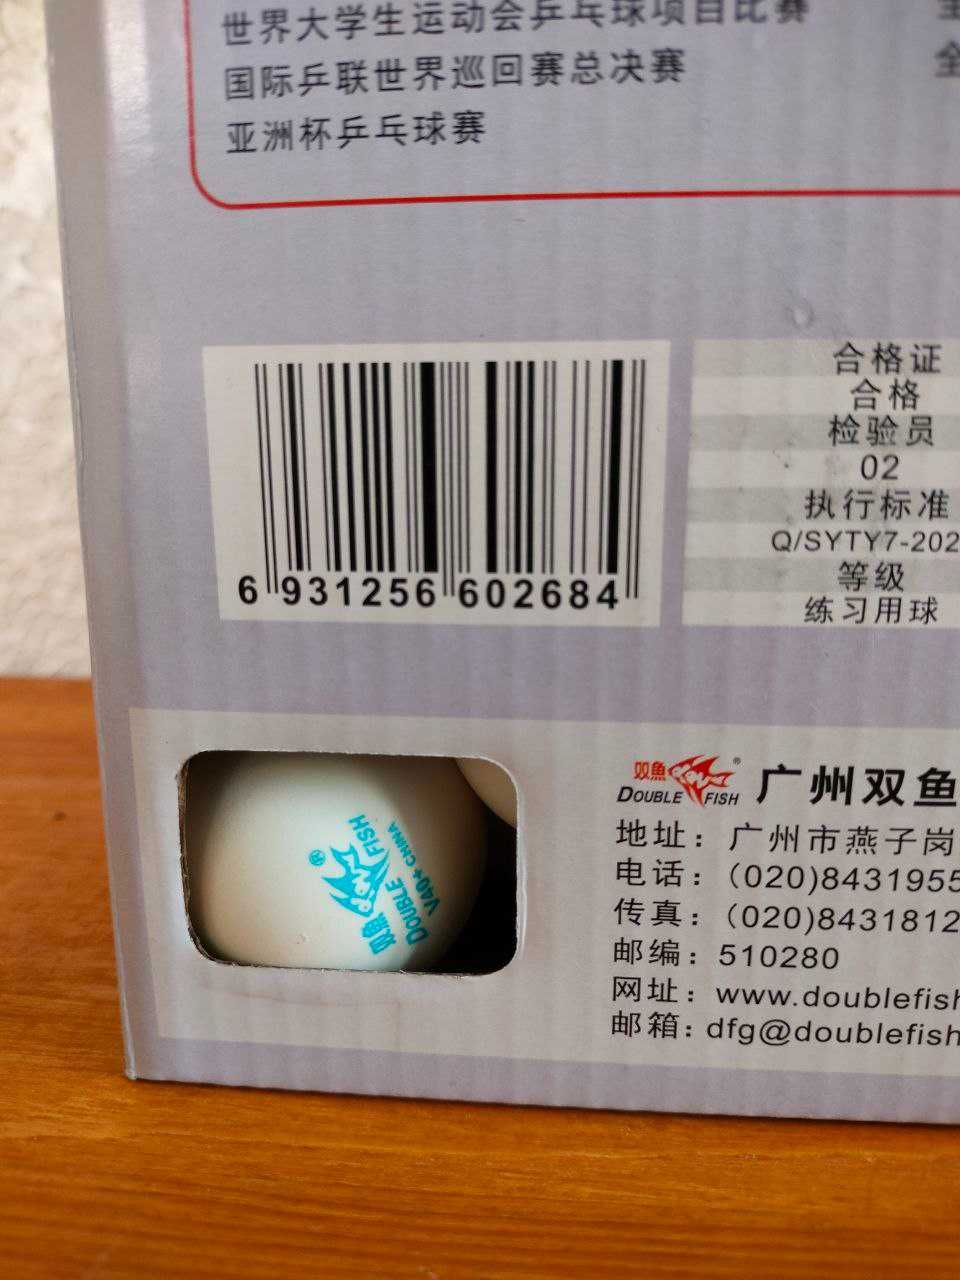 世界大学生运动会乒乓球项目比赛
国际乒联世界巡回赛总决赛
全
亚洲杯乒乓球赛
6 931256 602684
合格证
合格
检验员
02
执行标准
Q/SYTY7-202
等级
练习用球
双魚
DOUBLE FISH
®
广州双鱼
地址：广州市燕子岗
电话：(020)8431955
传真：(020)8431812
邮编：510280
网址：www.doublefish
邮箱：dfg@doublefish
双魚
DOUBLE FISH
V40+ CHINA